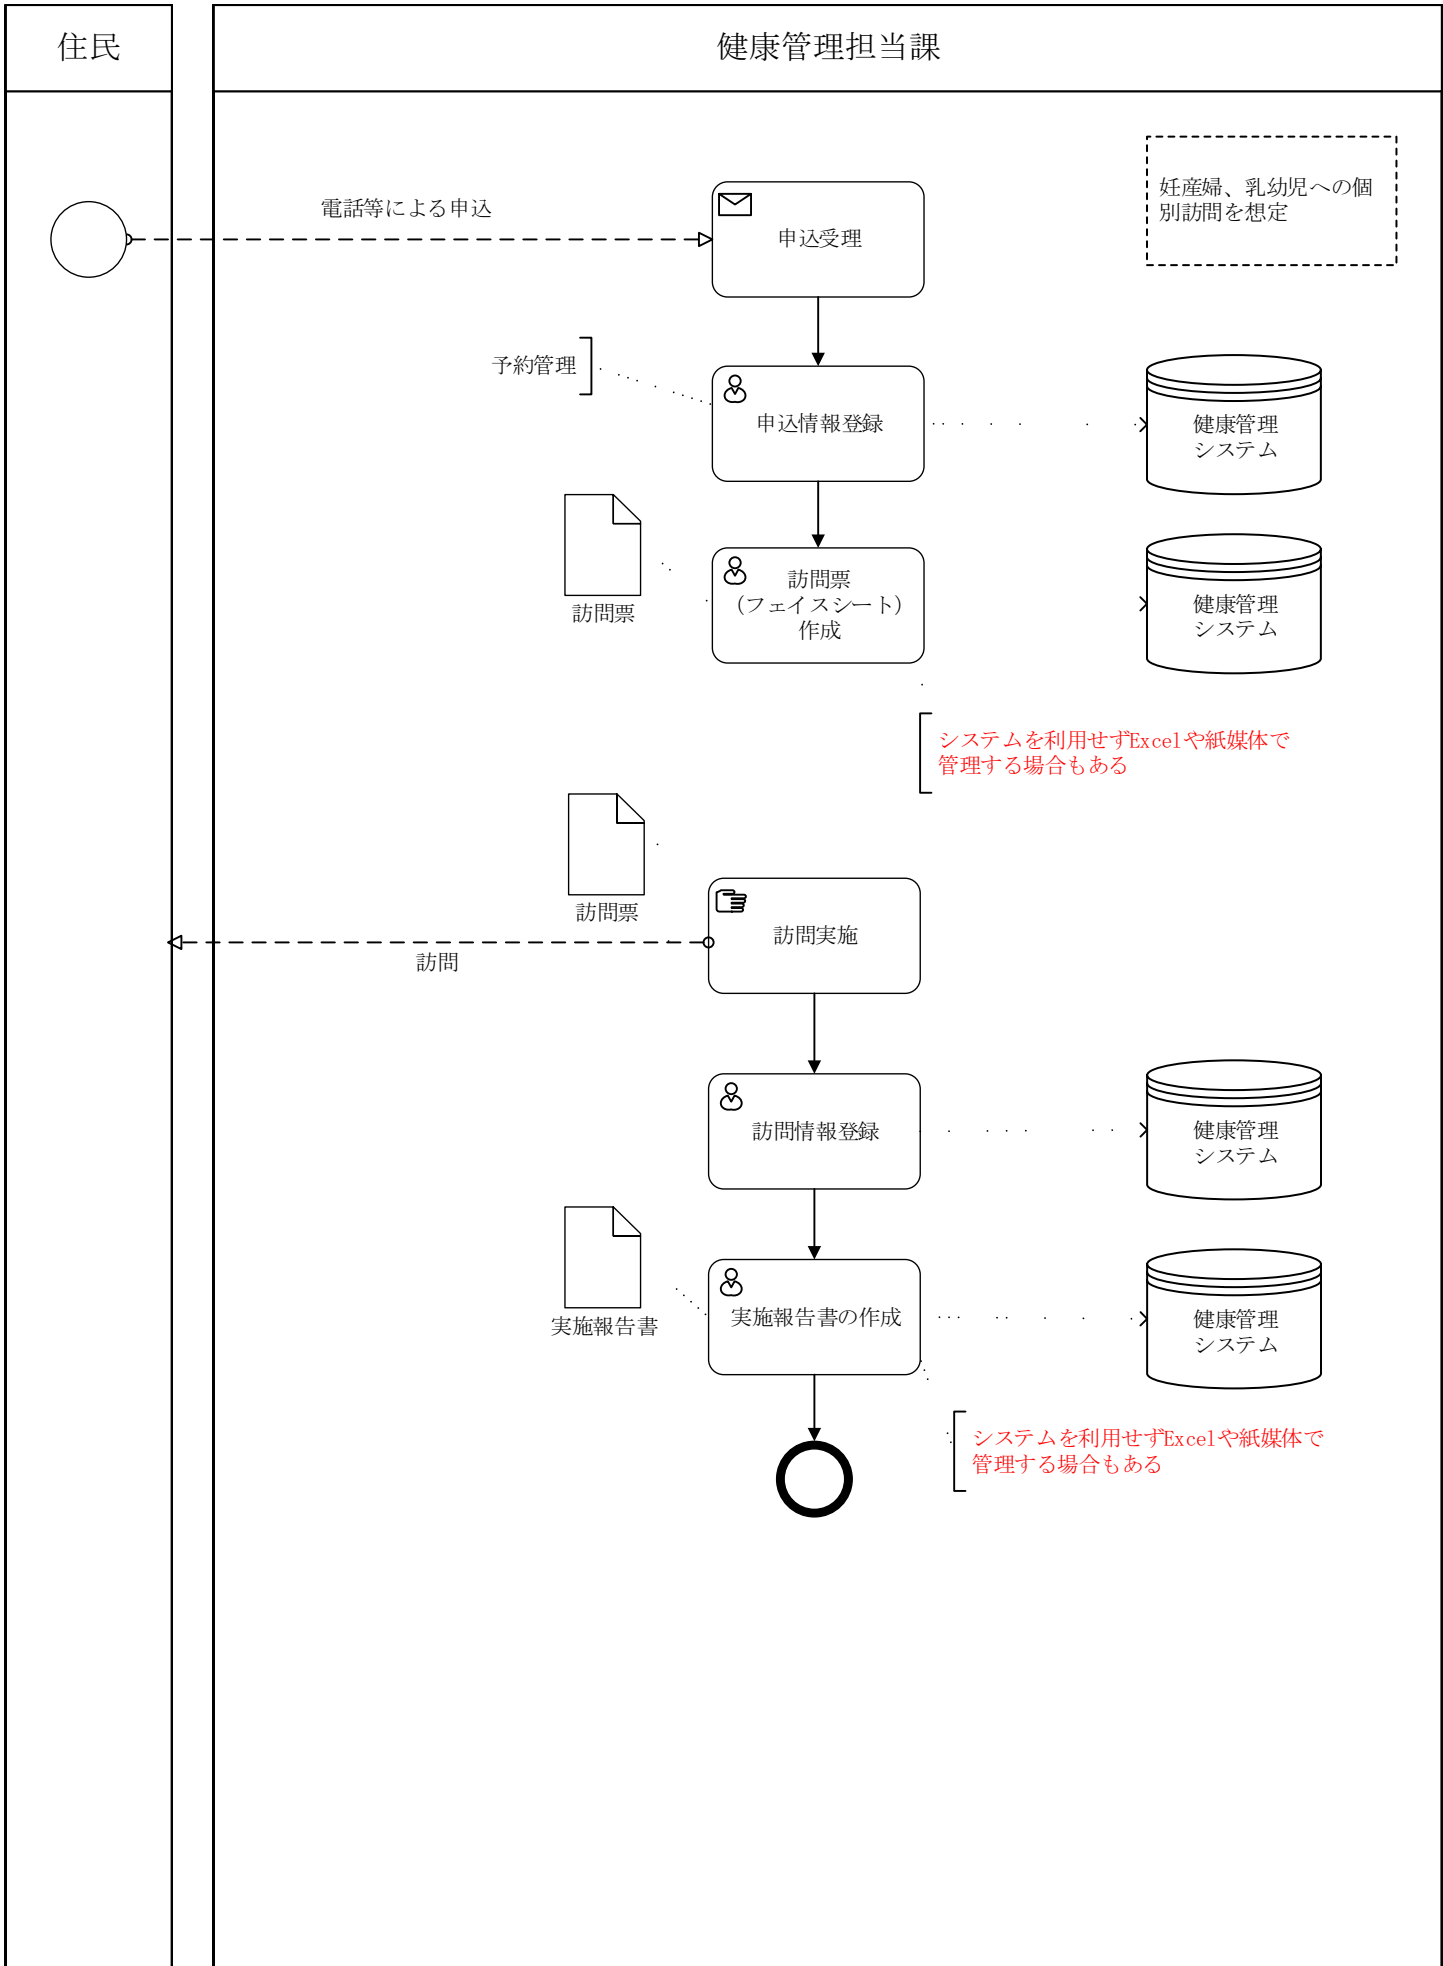 住民
健康管理担当課
妊産婦、乳幼児への個
別訪問を想定
電話等による申込
申込受理
予約管理
申込情報登録
健康管理
システム
訪問票
訪問票
（フェイスシート）
作成
健康管理
システム
システムを利用せずExcelや紙媒体で
管理する場合もある
訪問票
訪問実施
訪問
訪問情報登録
健康管理
システム
実施報告書
実施報告書の作成
健康管理
システム
システムを利用せずExcelや紙媒体で
管理する場合もある